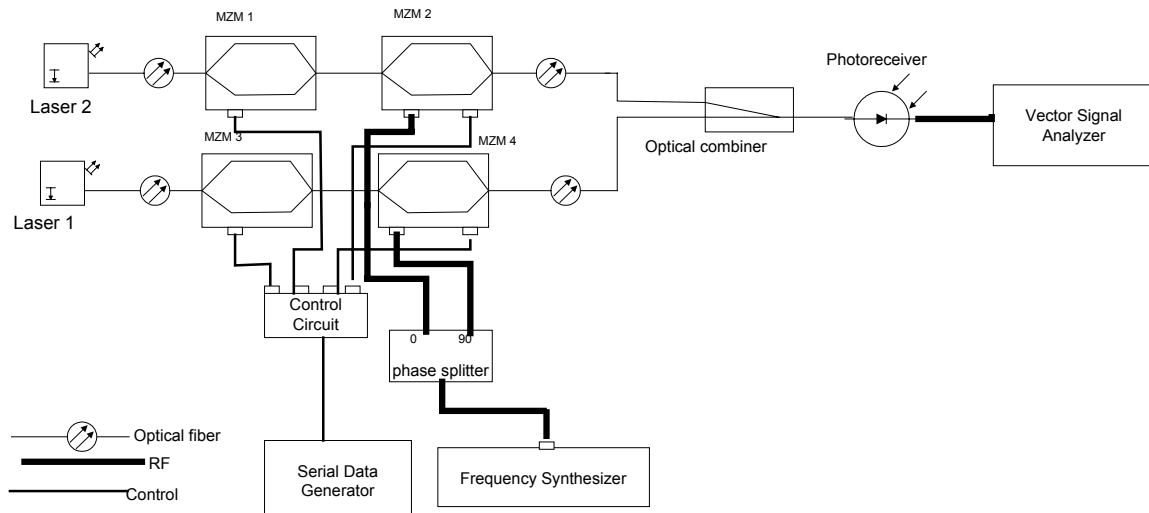 MZM 1
MZM 2
Laser 2
Photoreceiver
Vector Signal
Analyzer
Optical combiner
MZM 3
MZM 4
Laser 1
Control
Circuit
0
90
phase splitter
Optical fiber
RF
Control
Serial Data
Generator
Frequency Synthesizer